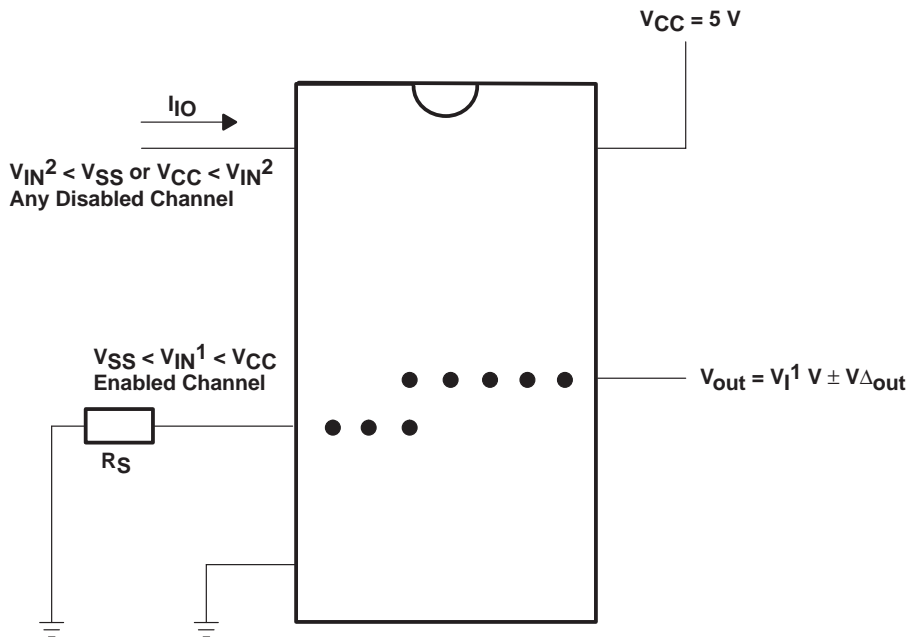 VCC = 5 V
IIO
VIN2 < VSS or VCC < VIN2
Any Disabled Channel
VSS < VIN1 < VCC
Enabled Channel
Vout = VI1 V ± VΔout
RS